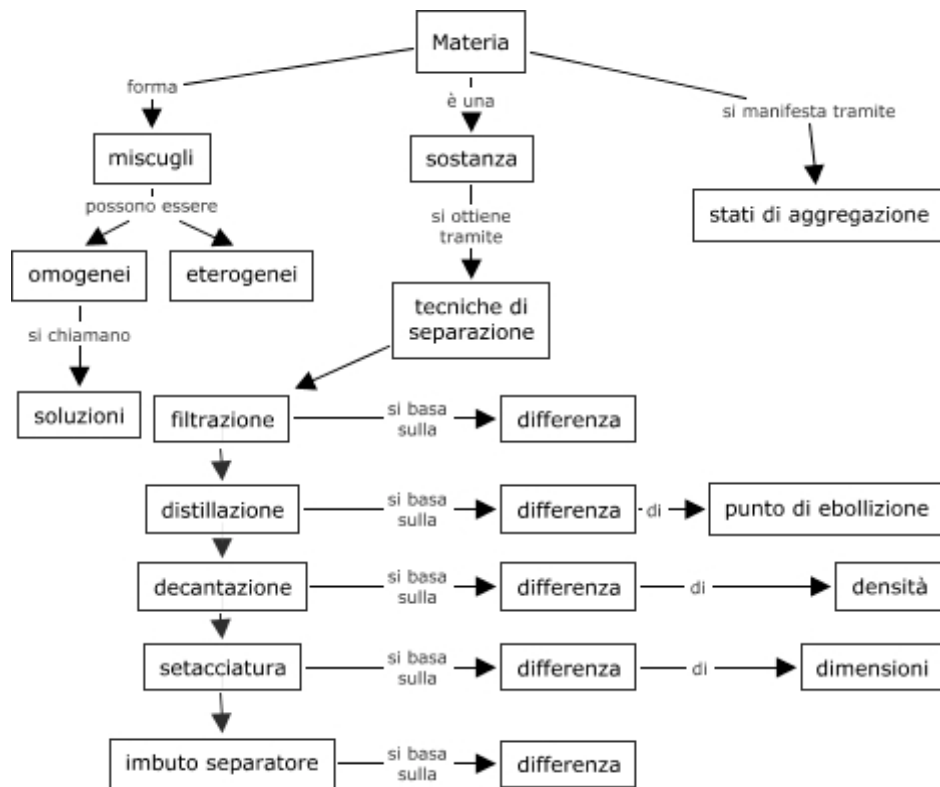 Materia
forma
è una
si manifesta tramite
miscugli
sostanza
possono essere
si ottiene
tramite
stati di aggregazione
omogenei
eterogenei
tecniche di
separazione
si chiamano
soluzioni
filtrazione
si basa
sulla
differenza
distillazione
si basa
sulla
differenza
di
punto di ebollizione
decantazione
si basa
sulla
differenza
di
densità
setacciatura
si basa
sulla
differenza
di
dimensioni
imbuto separatore
si basa
sulla
differenza